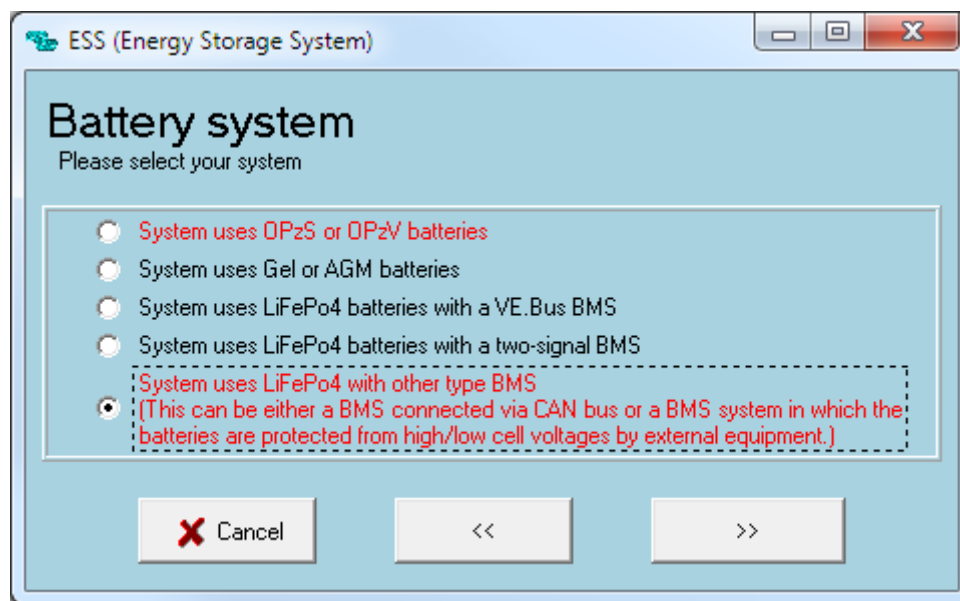 ESS (Energy Storage System)
Battery system
Please select your system
System uses OPzS or OPzV batteries
System uses Gel or AGM batteries
System uses LiFePo4 batteries with a VE.Bus BMS
System uses LiFePo4 batteries with a two-signal BMS
System uses LiFePo4 with other type BMS
(This can be either a BMS connected via CAN bus or a BMS system in which the
batteries are protected from high/low cell voltages by external equipment.)
Cancel
<<
>>